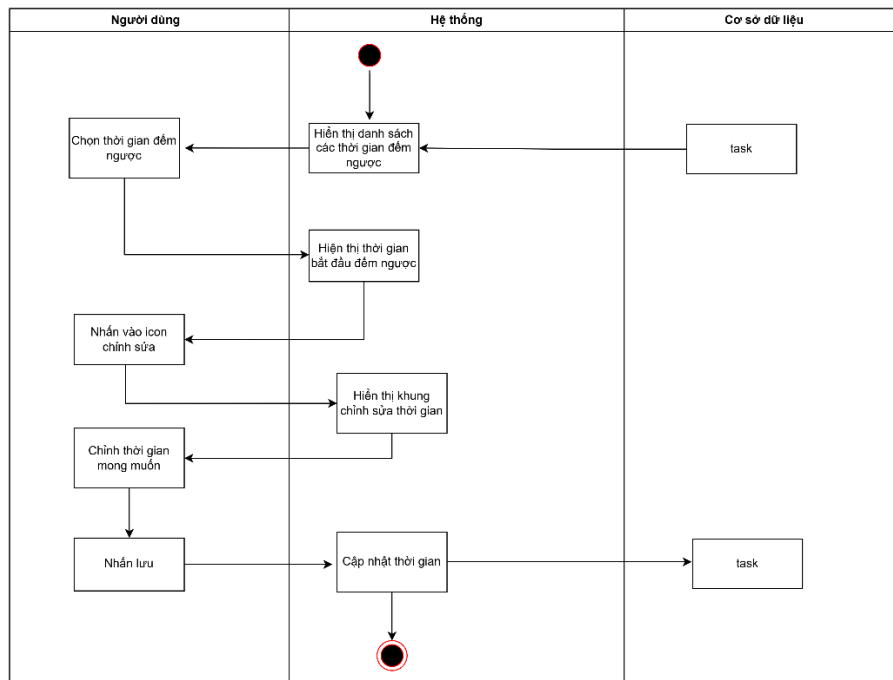 Người dùng
Hệ thống
Cơ sở dữ liệu
Hiển thị danh sách
các thời gian đếm
ngược
Chọn thời gian đếm
ngược
task
Hiện thị thời gian
bắt đầu đếm ngược
Nhấn vào icon
chỉnh sửa
Hiển thị khung
chỉnh sửa thời gian
Chỉnh thời gian
mong muốn
Nhấn lưu
Cập nhật thời gian
task